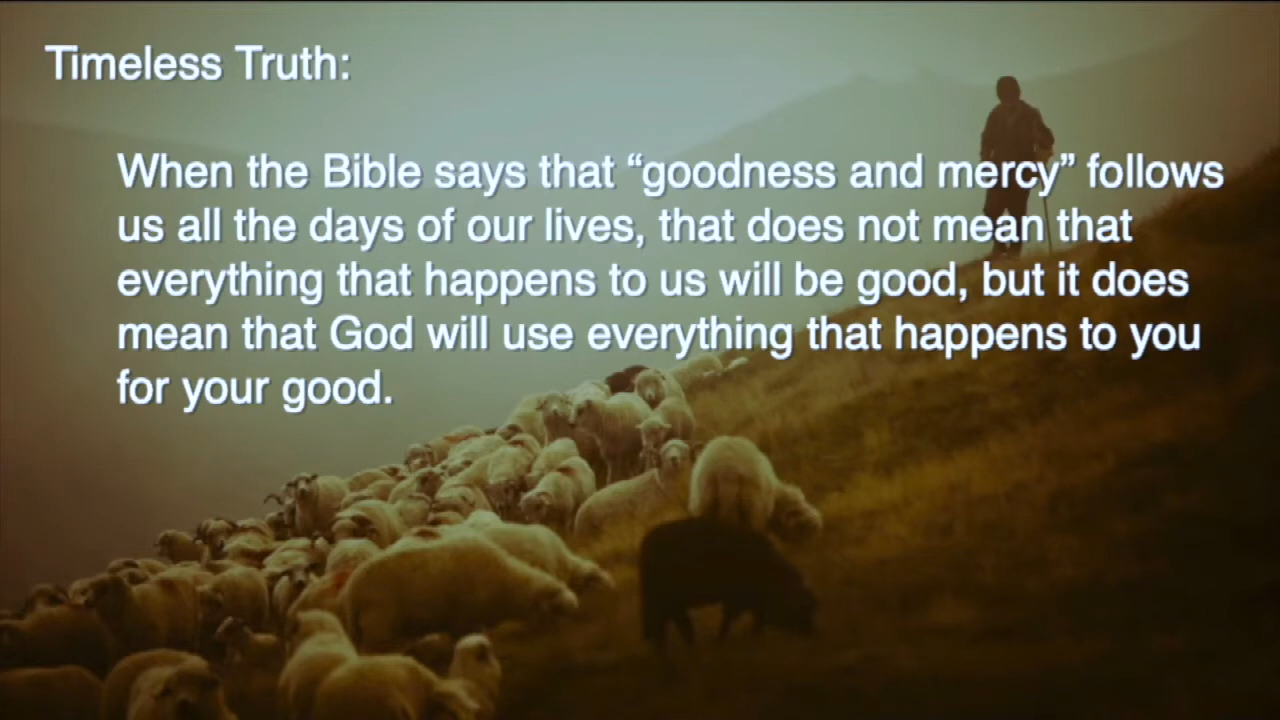 Timeless Truth:
When the Bible says that “goodness and mercy” follows
us all the days of our lives, that does not mean that
everything that happens to us will be good, but it does
mean that God will use everything that happens to you
for your good.